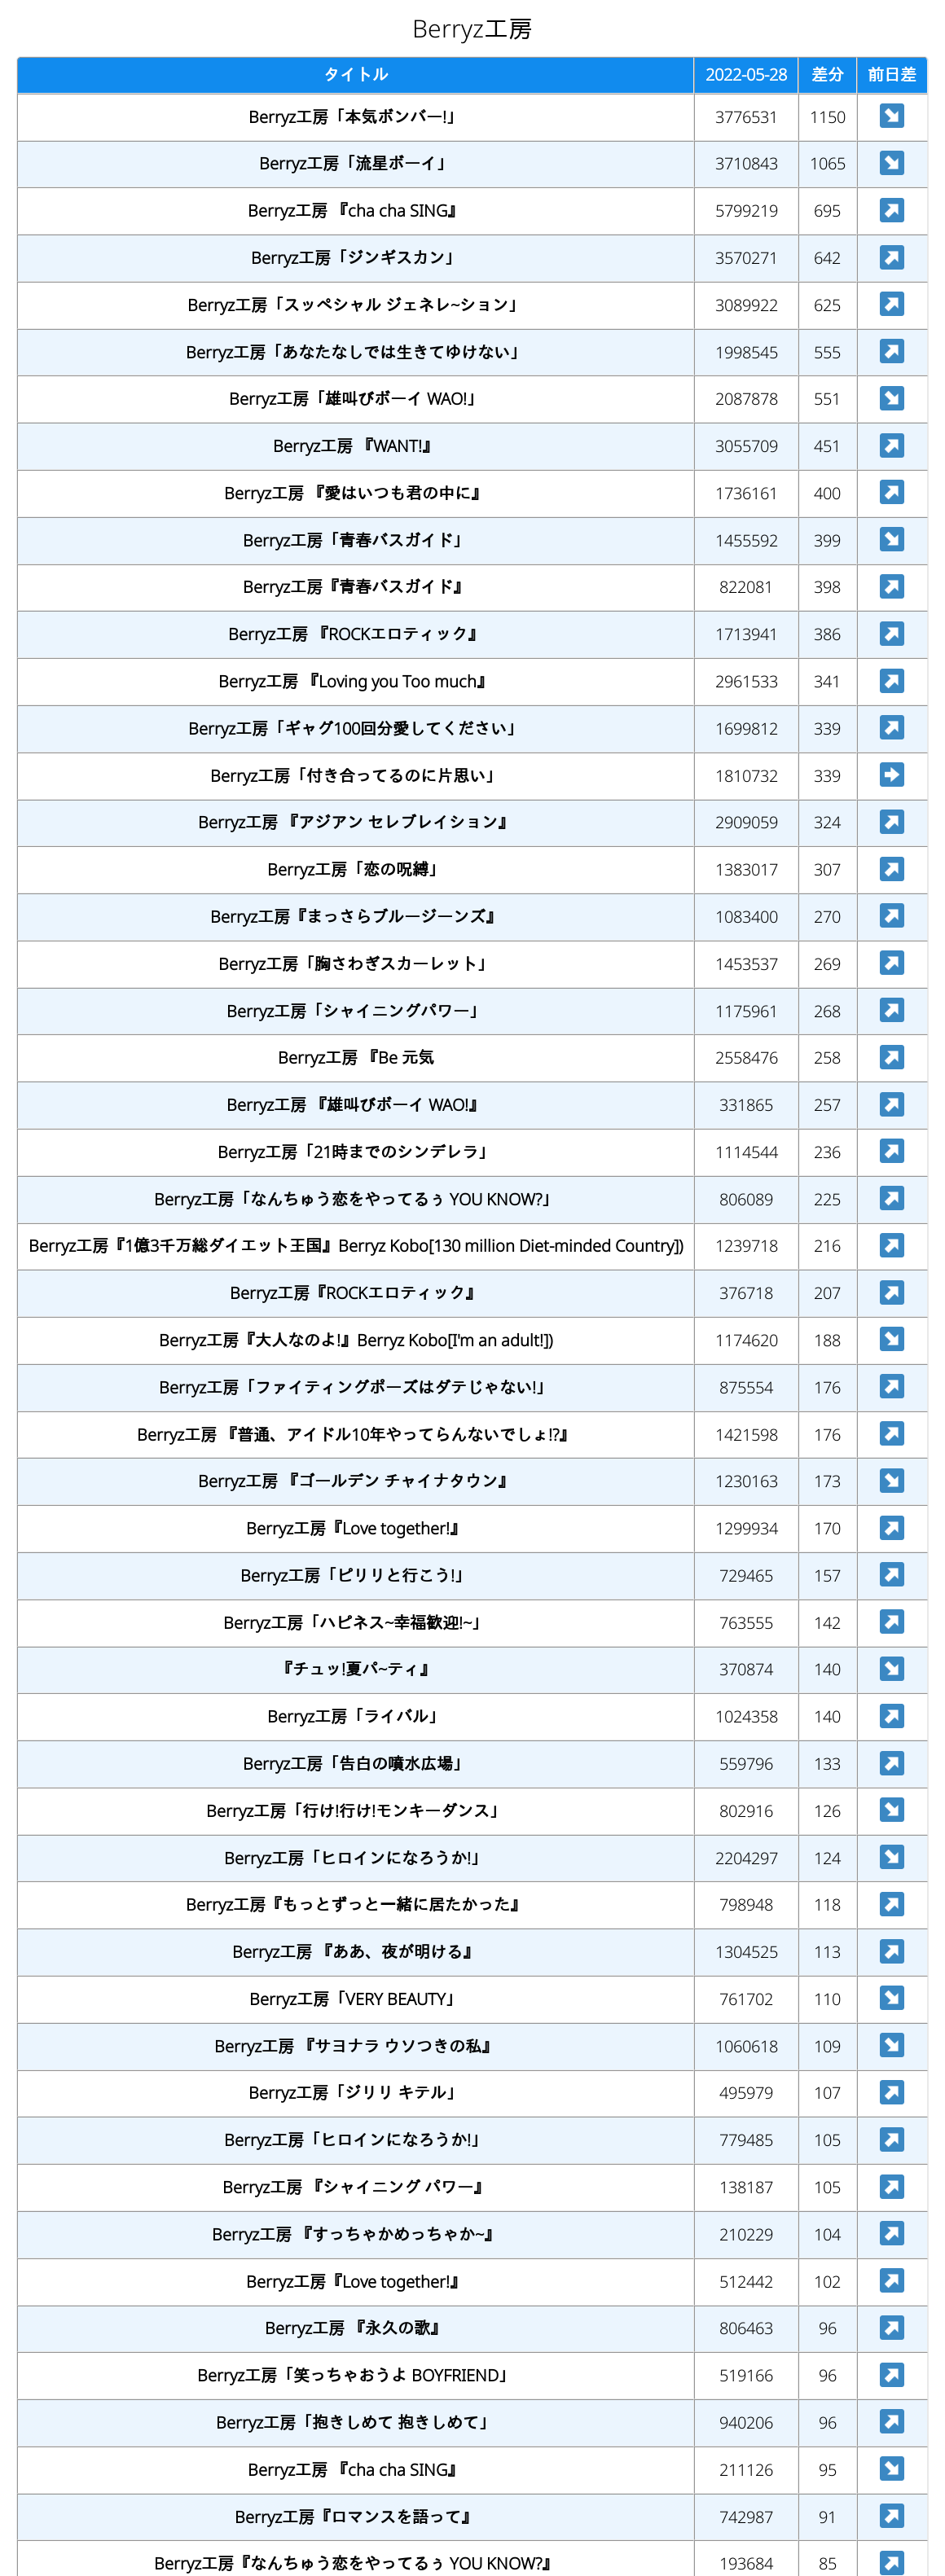 Berryz工房
タイトル 2022-05-28 差分 前日差
Berryz工房「本気ボンバー!」 3776531 1150 ↘
Berryz工房「流星ボーイ」 3710843 1065 ↘
Berryz工房 『cha cha SING』 5799219 695 ↗
Berryz工房「ジンギスカン」 3570271 642 ↗
Berryz工房「スッペシャル ジェネレ~ション」 3089922 625 ↗
Berryz工房「あなたなしでは生きてゆけない」 1998545 555 ↗
Berryz工房「雄叫びボーイ WAO!」 2087878 551 ↘
Berryz工房 『WANT!』 3055709 451 ↗
Berryz工房 『愛はいつも君の中に』 1736161 400 ↗
Berryz工房「青春バスガイド」 1455592 399 ↘
Berryz工房『青春バスガイド』 822081 398 ↗
Berryz工房 『ROCKエロティック』 1713941 386 ↗
Berryz工房 『Loving you Too much』 2961533 341 ↗
Berryz工房「ギャグ100回分愛してください」 1699812 339 ↗
Berryz工房「付き合ってるのに片思い」 1810732 339 ➡
Berryz工房 『アジアン セレブレイション』 2909059 324 ↗
Berryz工房「恋の呪縛」 1383017 307 ↗
Berryz工房『まっさらブルージーンズ』 1083400 270 ↗
Berryz工房「胸さわぎスカーレット」 1453537 269 ↗
Berryz工房「シャイニングパワー」 1175961 268 ↗
Berryz工房 『Be 元気 2558476 258 ↗
Berryz工房 『雄叫びボーイ WAO!』 331865 257 ↗
Berryz工房「21時までのシンデレラ」 1114544 236 ↗
Berryz工房「なんちゅう恋をやってるぅ YOU KNOW?」 806089 225 ↗
Berryz工房『1億3千万総ダイエット王国』Berryz Kobo[130 million Diet-minded Country]) 1239718 216 ↗
Berryz工房『ROCKエロティック』 376718 207 ↗
Berryz工房『大人なのよ!』Berryz Kobo[I'm an adult!]) 1174620 188 ↘
Berryz工房「ファイティングポーズはダテじゃない!」 875554 176 ↗
Berryz工房 『普通、アイドル10年やってらんないでしょ!?』 1421598 176 ↗
Berryz工房 『ゴールデン チャイナタウン』 1230163 173 ↘
Berryz工房『Love together!』 1299934 170 ↗
Berryz工房「ピリリと行こう!」 729465 157 ↗
Berryz工房「ハピネス~幸福歓迎!~」 763555 142 ↗
『チュッ!夏パ~ティ』 370874 140 ↘
Berryz工房「ライバル」 1024358 140 ↗
Berryz工房「告白の噴水広場」 559796 133 ↗
Berryz工房「行け!行け!モンキーダンス」 802916 126 ↘
Berryz工房「ヒロインになろうか!」 2204297 124 ↘
Berryz工房『もっとずっと一緒に居たかった』 798948 118 ↗
Berryz工房 『ああ、夜が明ける』 1304525 113 ↗
Berryz工房「VERY BEAUTY」 761702 110 ↘
Berryz工房 『サヨナラ ウソつきの私』 1060618 109 ↘
Berryz工房「ジリリ キテル」 495979 107 ↗
Berryz工房「ヒロインになろうか!」 779485 105 ↗
Berryz工房 『シャイニング パワー』 138187 105 ↗
Berryz工房 『すっちゃかめっちゃか~』 210229 104 ↗
Berryz工房『Love together!』 512442 102 ↗
Berryz工房 『永久の歌』 806463 96 ↗
Berryz工房「笑っちゃおうよ BOYFRIEND」 519166 96 ↗
Berryz工房「抱きしめて 抱きしめて」 940206 96 ↗
Berryz工房 『cha cha SING』 211126 95 ↘
Berryz工房『ロマンスを語って』 742987 91 ↗
Berryz工房『なんちゅう恋をやってるぅ YOU KNOW?』 193684 85 ↗